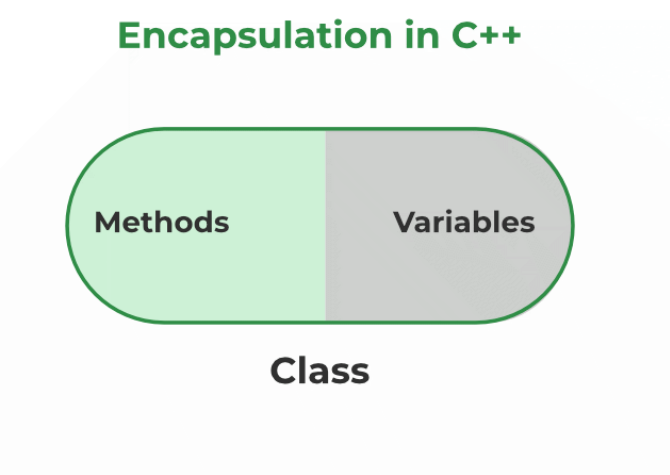 Encapsulation in C++
Methods Variables
Class